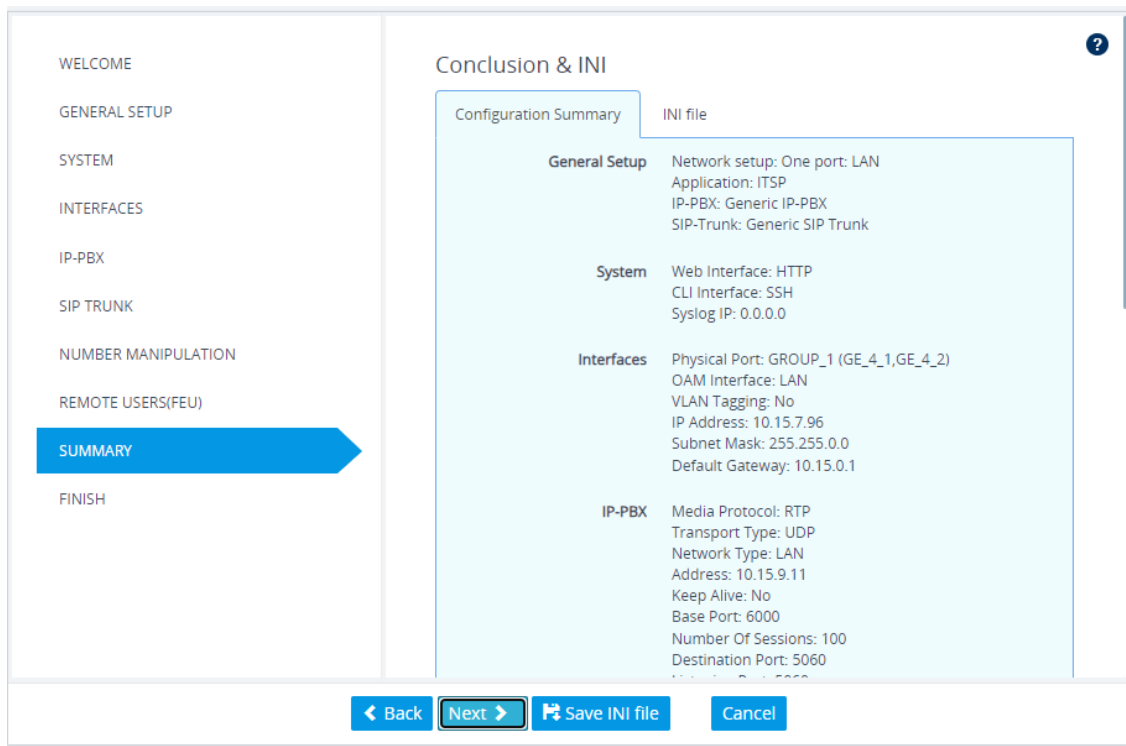 WELCOME
GENERAL SETUP
SYSTEM
INTERFACES
IP-PBX
SIP TRUNK
NUMBER MANIPULATION
REMOTE USERS(FEU)
SUMMARY
FINISH
?
Conclusion & INI
Configuration Summary INI file
General Setup Network setup: One port: LAN
Application: ITSP
IP-PBX: Generic IP-PBX
SIP-Trunk: Generic SIP Trunk
System Web Interface: HTTP
CLI Interface: SSH
Syslog IP: 0.0.0.0
Interfaces Physical Port: GROUP_1 (GE_4_1,GE_4_2)
OAM Interface: LAN
VLAN Tagging: No
IP Address: 10.15.7.96
Subnet Mask: 255.255.0.0
Default Gateway: 10.15.0.1
IP-PBX Media Protocol: RTP
Transport Type: UDP
Network Type: LAN
Address: 10.15.9.11
Keep Alive: No
Base Port: 6000
Number Of Sessions: 100
Destination Port: 5060
Back Next Save INI file Cancel